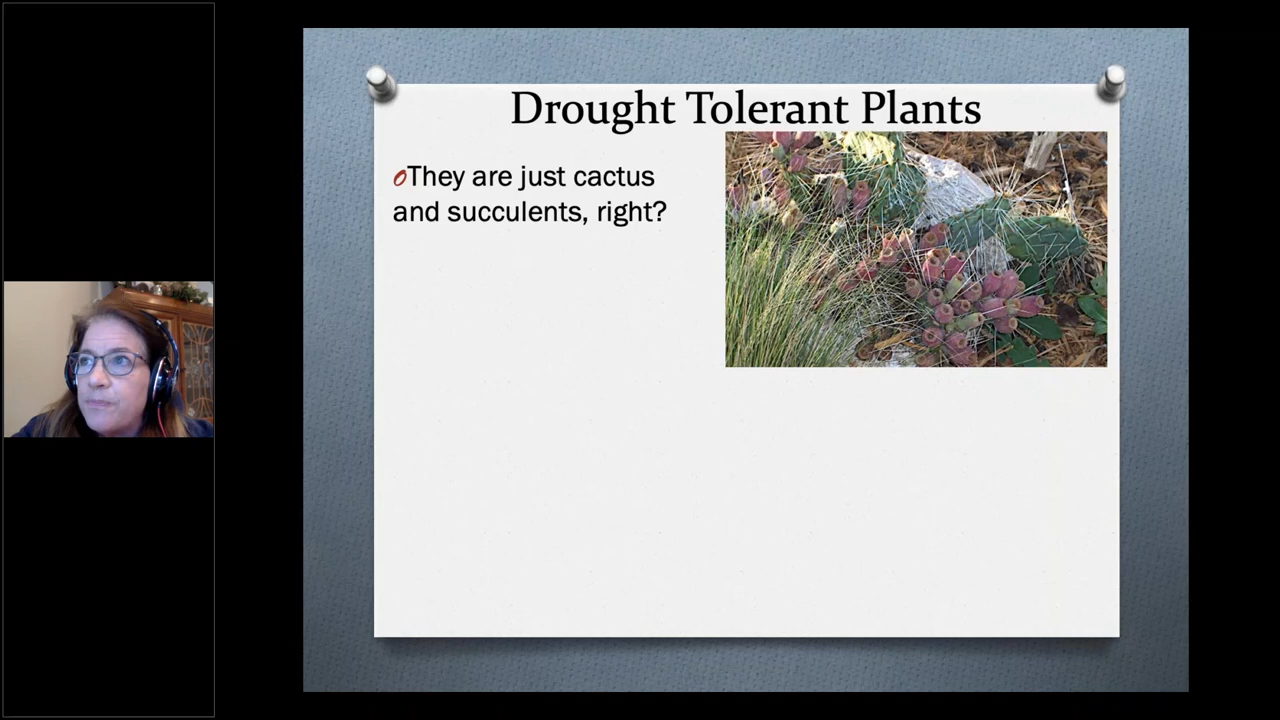 Drought Tolerant Plants
They are just cactus
and succulents, right?